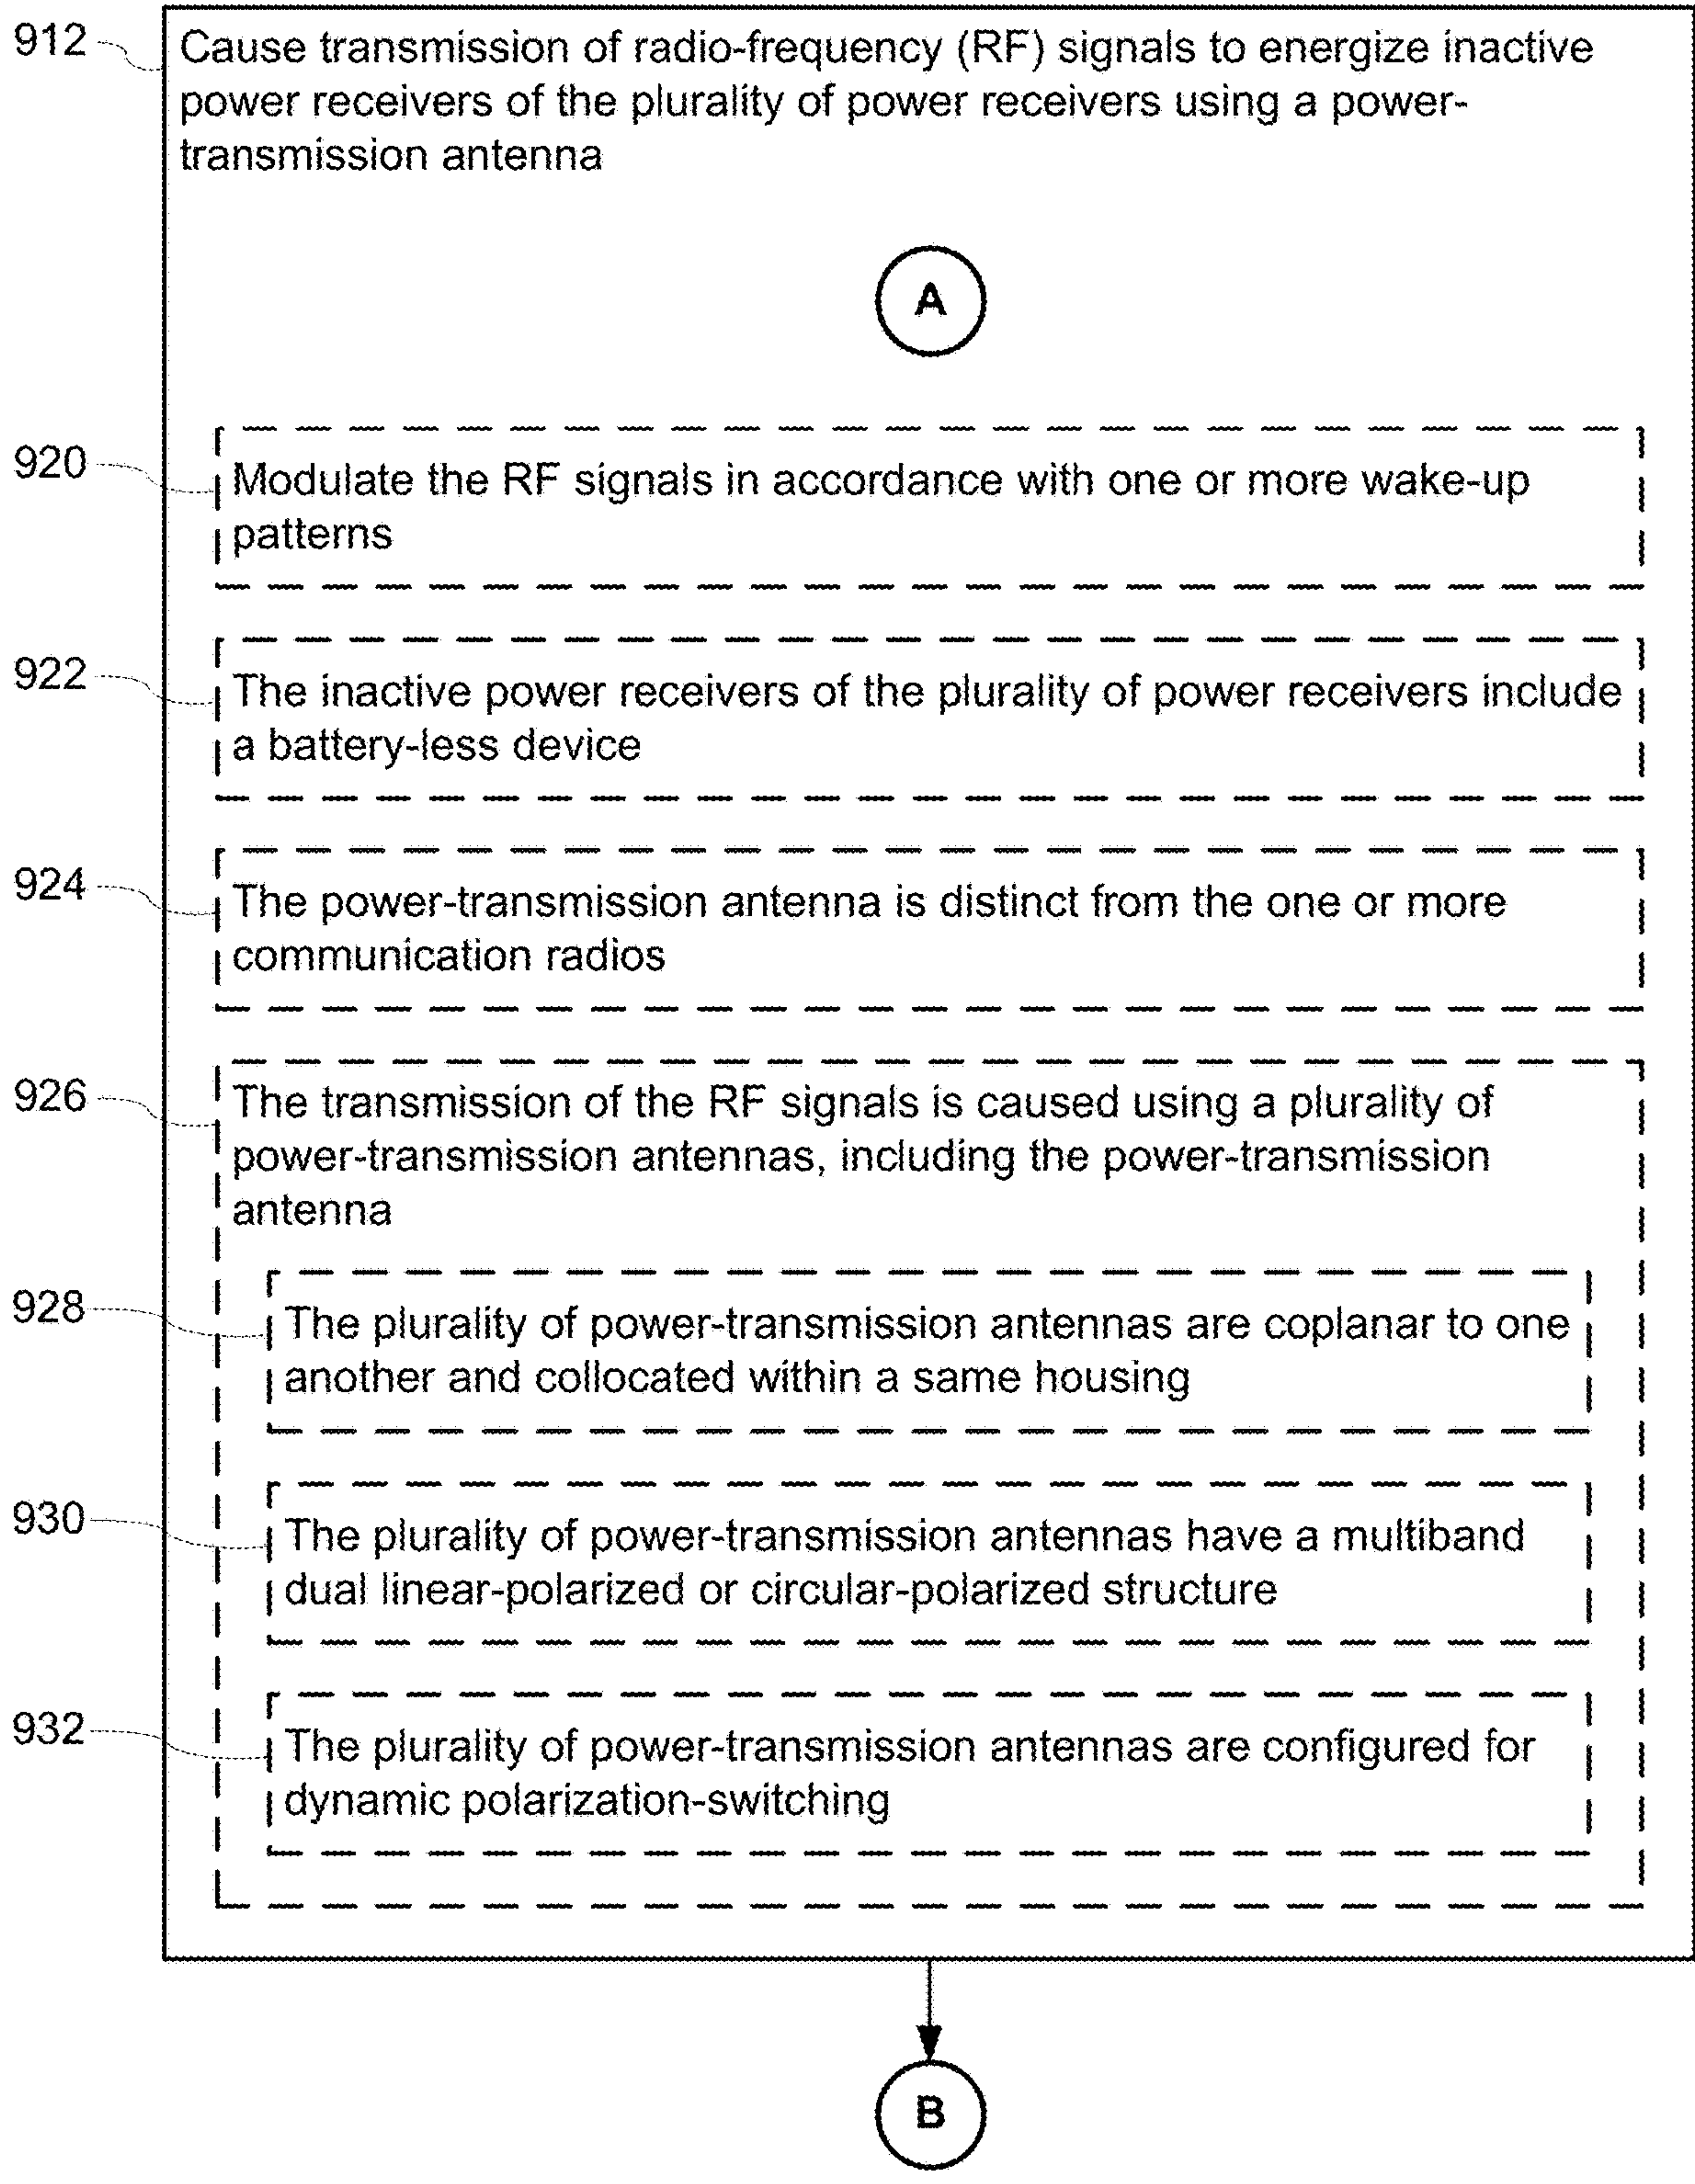 912
Cause transmission of radio-frequency (RF) signals to energize inactive
power receivers of the plurality of power receivers using a power-
transmission antenna
A
920
Modulate the RF signals in accordance with one or more wake-up
patterns
922
The inactive power receivers of the plurality of power receivers include
a battery-less device
924
The power-transmission antenna is distinct from the one or more
communication radios
926
The transmission of the RF signals is caused using a plurality of
power-transmission antennas, including the power-transmission
antenna
928
The plurality of power-transmission antennas are coplanar to one
another and collocated within a same housing
930
The plurality of power-transmission antennas have a multiband
dual linear-polarized or circular-polarized structure
932
The plurality of power-transmission antennas are configured for
dynamic polarization-switching
B